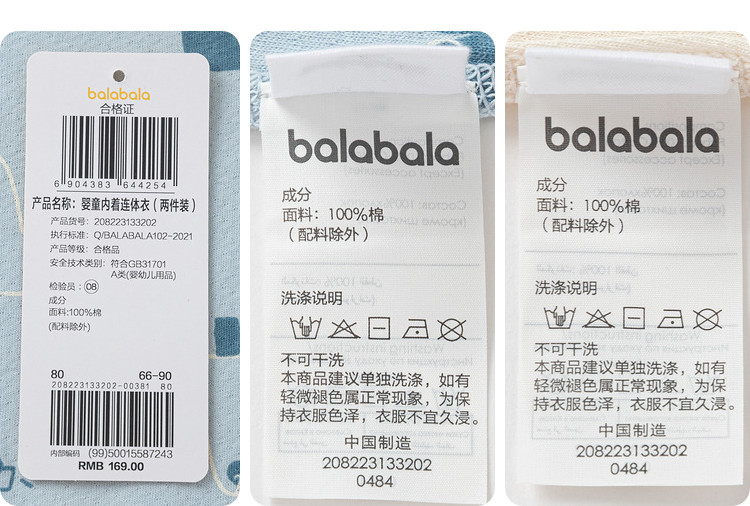 balabala
合格证
6 904383 644254
产品名称：婴童内着连体衣（两件装）
产品货号：208223133202
执行标准：Q/BALABALA102-2021
产品等级：合格品
安全技术类别：符合GB31701
A类(婴幼儿用品)
检验员：08
成分
面料:100%棉
(配料除外)
80 66-90
208223133202-00381 80
内部编码 (99)50015587243
RMB 169.00
balabala
成分
面料：100%棉
（配料除外）
洗涤说明
不可干洗
本商品建议单独洗涤，如有
轻微褪色属正常现象，为保
持衣服色泽，衣服不宜久浸。
中国制造
208223133202
0484
balabala
成分
面料：100%棉
（配料除外）
洗涤说明
不可干洗
本商品建议单独洗涤，如有
轻微褪色属正常现象，为保
持衣服色泽，衣服不宜久浸。
中国制造
208223133202
0484